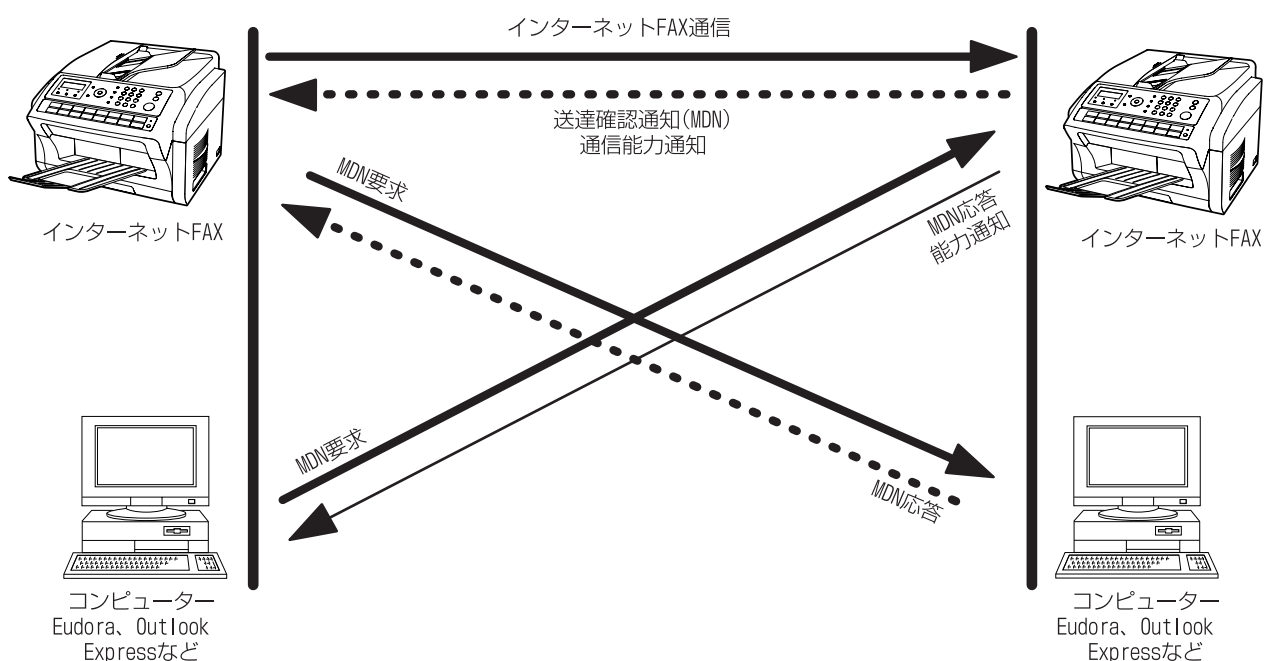 インターネットFAX通信
送達確認通知(MDN)
通信能力通知
インターネットFAX
インターネットFAX
MDN要求
MDN応答
能力通知
MDN要求
MDN応答
コンピューター
Eudora、Outlook
Expressなど
コンピューター
Eudora、Outlook
Expressなど